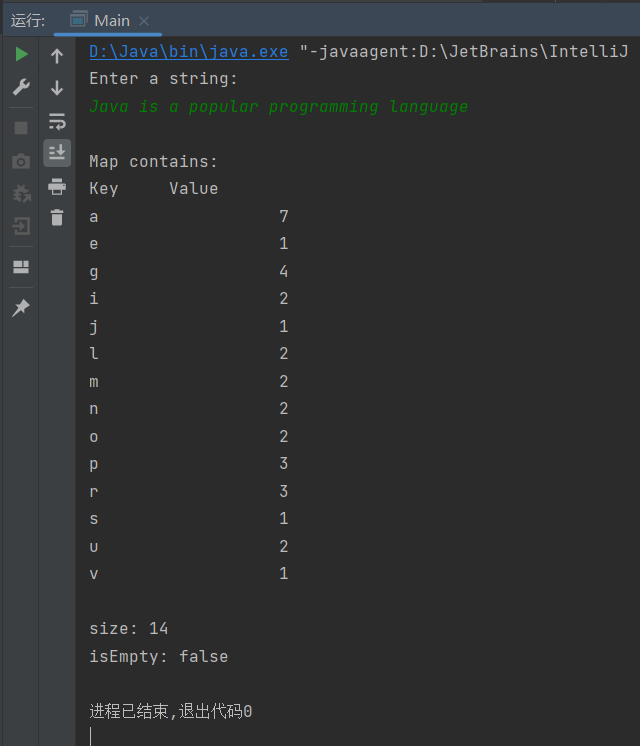 运行: Main
D:\Java\bin\java.exe "-javaagent:D:\JetBrains\IntelliJ
Enter a string:
Java is a popular programming language
Map contains:
Key Value
a 7
e 1
g 4
i 2
j 1
l 2
m 2
n 2
o 2
p 3
r 3
s 1
u 2
v 1
size: 14
isEmpty: false
进程已结束,退出代码0